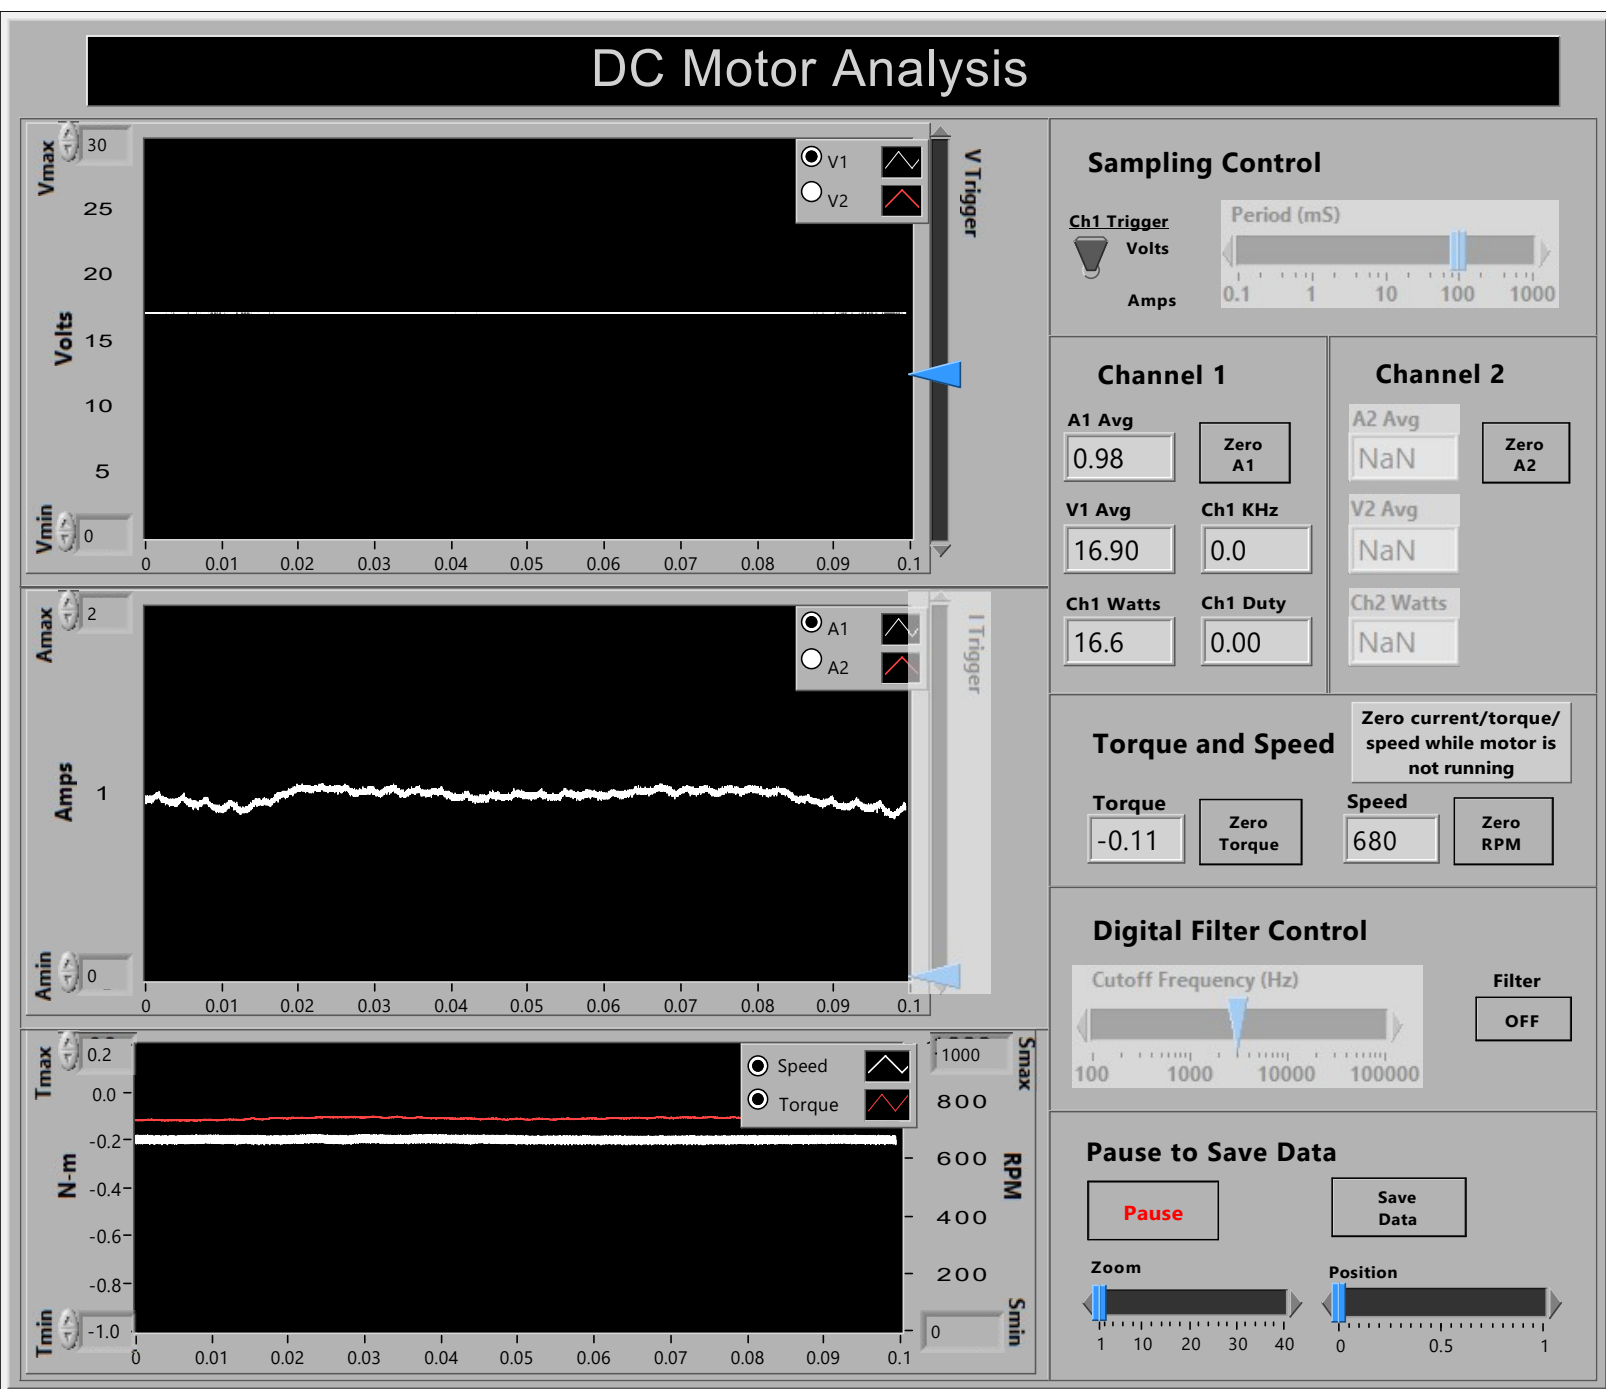 DC Motor Analysis
Vmax
30
25
20
15
10
5
0
Vmin
Volts
0 0.01 0.02 0.03 0.04 0.05 0.06 0.07 0.08 0.09 0.1
V1
V2
V Trigger
Amax
2
1
0
Amin
Amps
0 0.01 0.02 0.03 0.04 0.05 0.06 0.07 0.08 0.09 0.1
A1
A2
I Trigger
Tmax
0.2
0.0
-0.2
-0.4
-0.6
-0.8
-1.0
Tmin
N-m
0 0.01 0.02 0.03 0.04 0.05 0.06 0.07 0.08 0.09 0.1
Speed
Torque
1000
800
600
400
200
0
Smax
RPM
Smin
Sampling Control
Ch1 Trigger
Volts
Amps
Period (mS)
0.1 1 10 100 1000
Channel 1
A1 Avg
0.98
Zero
A1
V1 Avg
16.90
Ch1 KHz
0.0
Ch1 Watts
16.6
Ch1 Duty
0.00
Channel 2
A2 Avg
NaN
Zero
A2
V2 Avg
NaN
Ch2 Watts
NaN
Torque and Speed
Zero current/torque/
speed while motor is
not running
Torque
-0.11
Zero
Torque
Speed
680
Zero
RPM
Digital Filter Control
Cutoff Frequency (Hz)
100 1000 10000 100000
Filter
OFF
Pause to Save Data
Pause
Save
Data
Zoom
1 10 20 30 40
Position
0 0.5 1